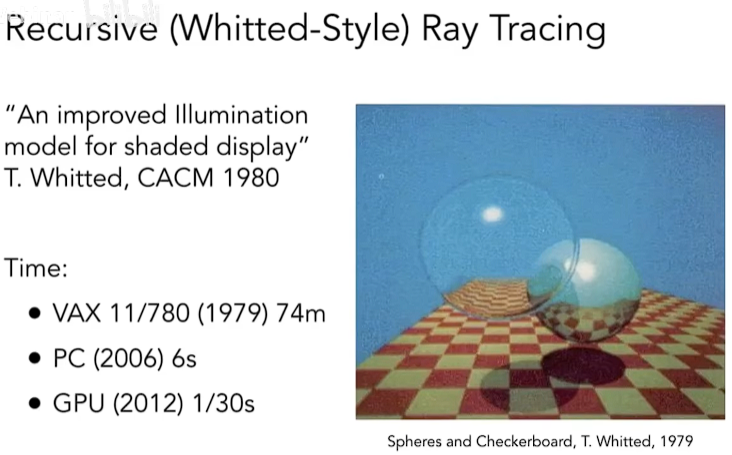 Recursive (Whitted-Style) Ray Tracing
“An improved Illumination
model for shaded display”
T. Whitted, CACM 1980
Time:
• VAX 11/780 (1979) 74m
• PC (2006) 6s
• GPU (2012) 1/30s
Spheres and Checkerboard, T. Whitted, 1979